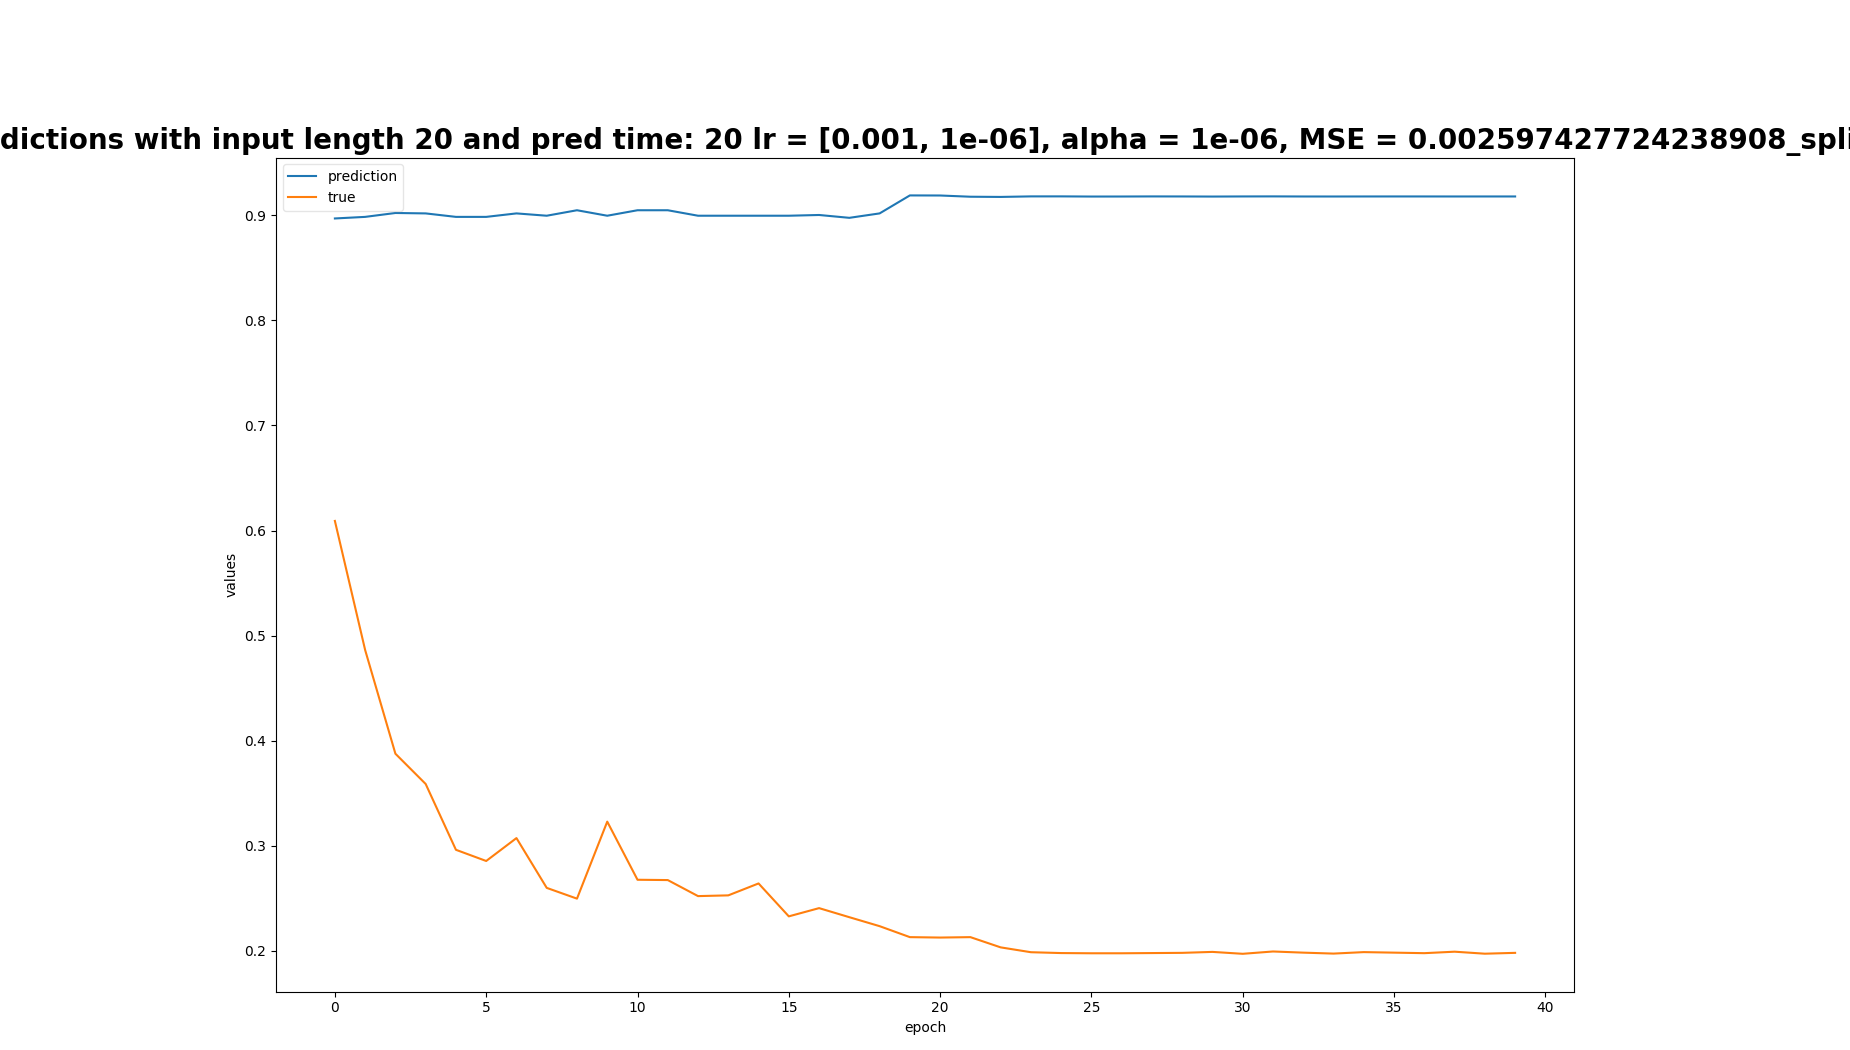 dictions with input length 20 and pred time: 20 lr = [0.001, 1e-06], alpha = 1e-06, MSE = 0.002597427724238908_spli
prediction
true
0.9
0.8
0.7
0.6
0.5
0.4
0.3
0.2
values
0 5 10 15 20 25 30 35 40
epoch